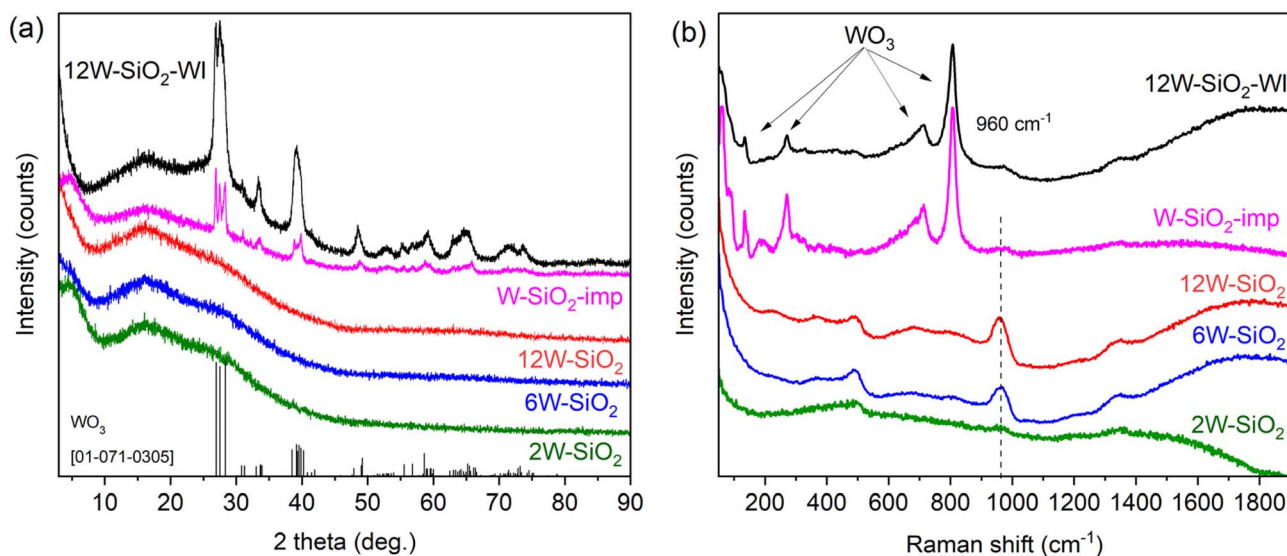 (a)
12W-SiO₂-WI
W-SiO₂-imp
12W-SiO₂
6W-SiO₂
2W-SiO₂
WO₃
[01-071-0305]
10 20 30 40 50 60 70 80 90
2 theta (deg.)
Intensity (counts)
(b)
WO₃
12W-SiO₂-WI
960 cm⁻¹
W-SiO₂-imp
12W-SiO₂
6W-SiO₂
2W-SiO₂
200 400 600 800 1000 1200 1400 1600 1800
Raman shift (cm⁻¹)
Intensity (counts)